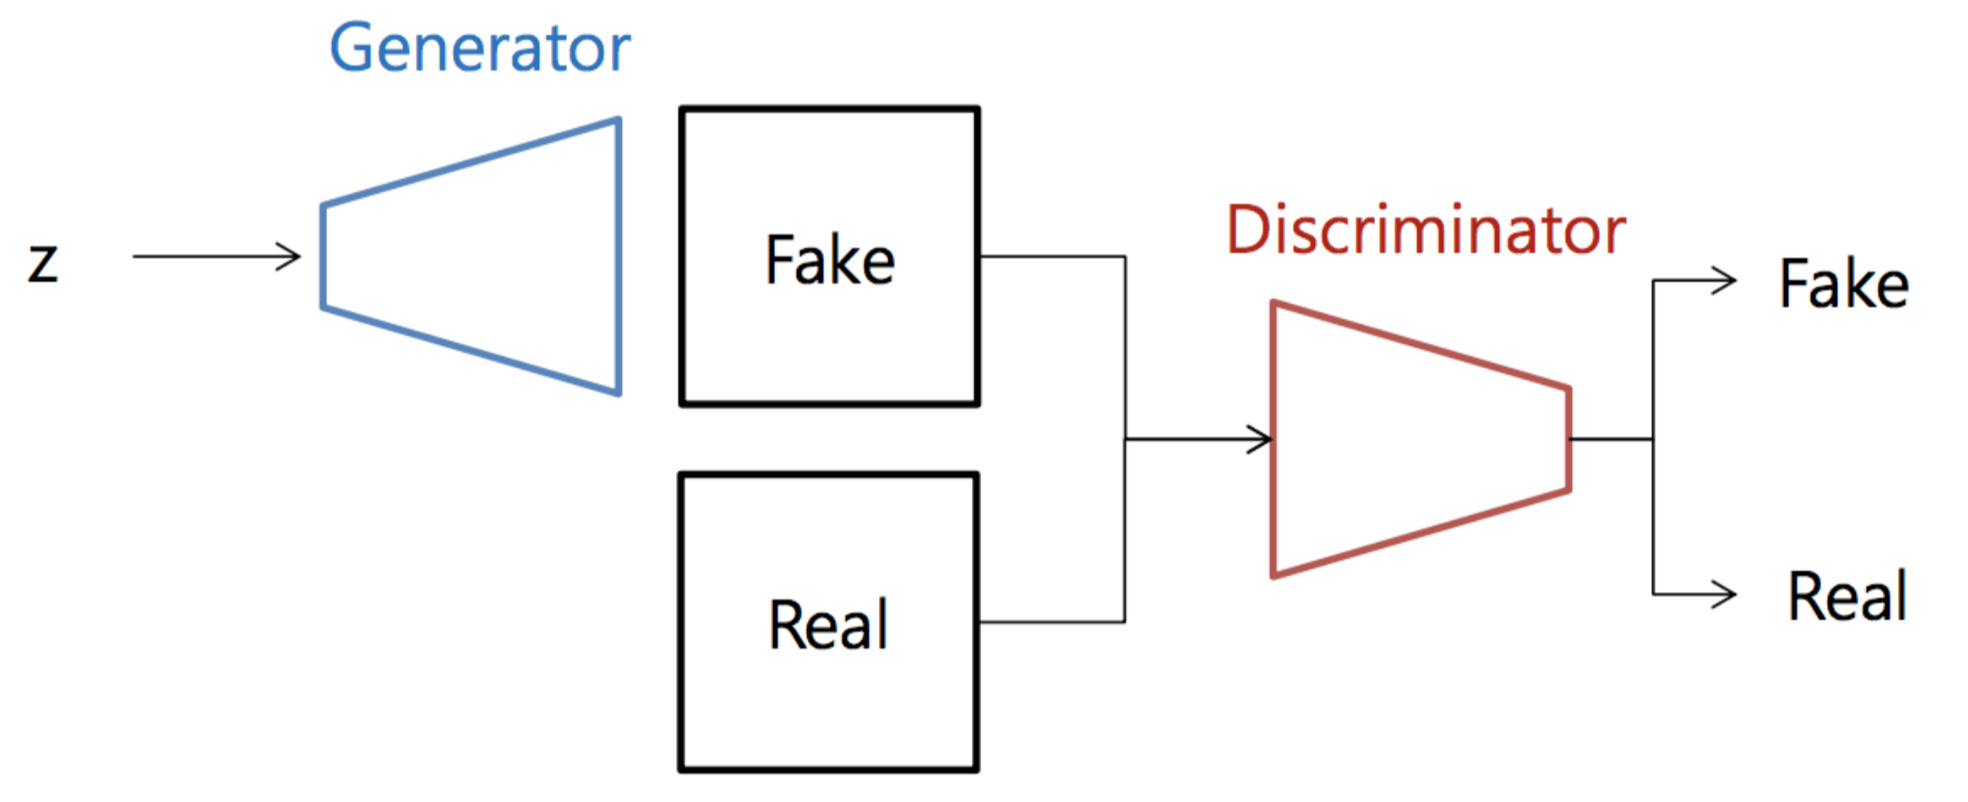 Generator
z
Fake
Real
Discriminator
Fake
Real